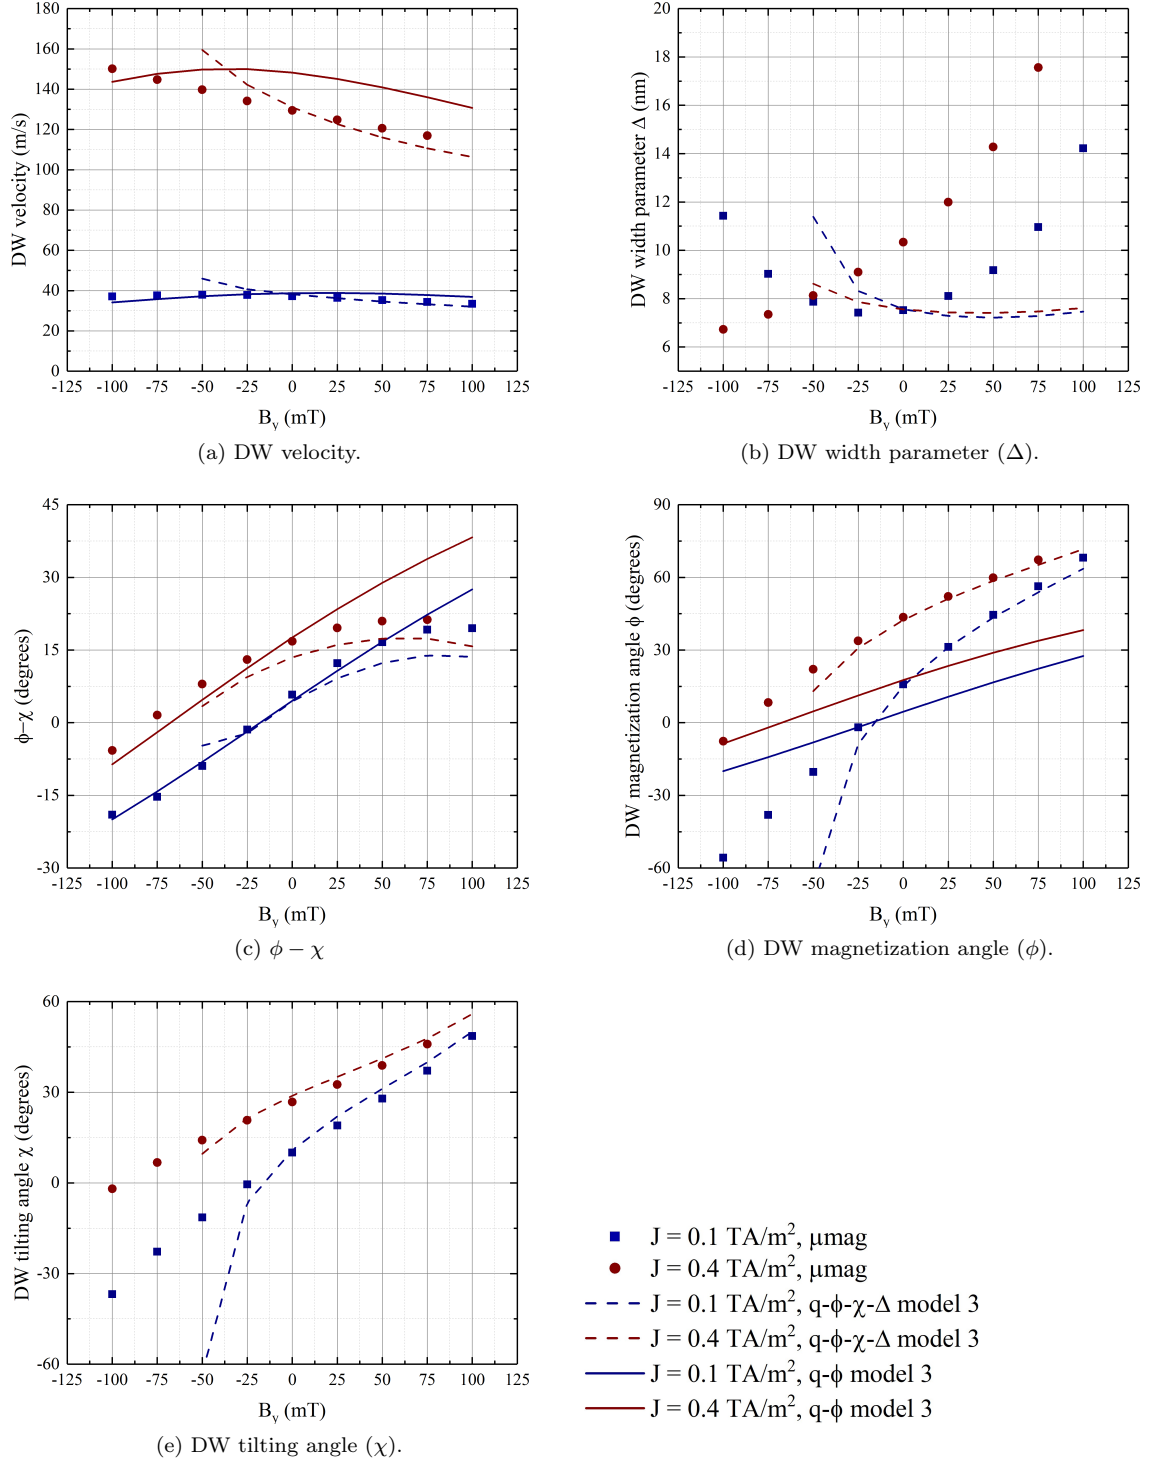 180
160
140
120
100
80
60
40
20
0
-125 -100 -75 -50 -25 0 25 50 75 100 125
DW velocity (m/s)
By (mT)
(a) DW velocity.
20
18
16
14
12
10
8
6
-125 -100 -75 -50 -25 0 25 50 75 100 125
DW width parameter Δ (nm)
By (mT)
(b) DW width parameter (Δ).
45
30
15
0
-15
-30
-125 -100 -75 -50 -25 0 25 50 75 100 125
ϕ−χ (degrees)
By (mT)
(c) ϕ − χ
90
60
30
0
-30
-60
-125 -100 -75 -50 -25 0 25 50 75 100 125
DW magnetization angle ϕ (degrees)
By (mT)
(d) DW magnetization angle (ϕ).
60
30
0
-30
-60
-125 -100 -75 -50 -25 0 25 50 75 100 125
DW tilting angle χ (degrees)
By (mT)
(e) DW tilting angle (χ).
J = 0.1 TA/m², μmag
J = 0.4 TA/m², μmag
J = 0.1 TA/m², q-ϕ-χ-Δ model 3
J = 0.4 TA/m², q-ϕ-χ-Δ model 3
J = 0.1 TA/m², q-ϕ model 3
J = 0.4 TA/m², q-ϕ model 3